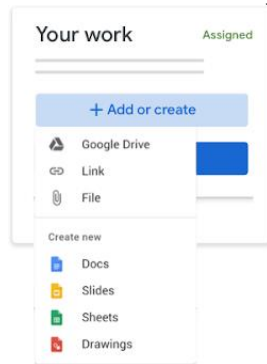 Your work
Assigned
+ Add or create
Google Drive
Link
File
Create new
Docs
Slides
Sheets
Drawings